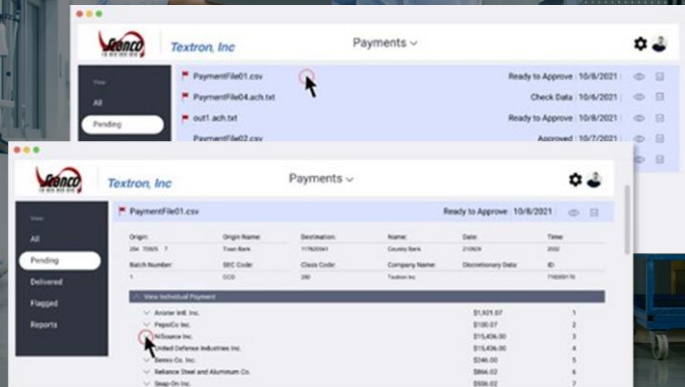 Textron, Inc
Payments
View
All
Pending
PaymentFile01.csv Ready to Approve 10/8/2021
PaymentFile04.ach.txt Check Data 10/6/2021
out1.ach.txt Ready to Approve 10/8/2021
PaymentFile02.csv Approved 10/7/2021
Textron, Inc
Payments
View
All
Pending
Delivered
Flagged
Reports
PaymentFile01.csv Ready to Approve 10/8/2021
Origin: Origin Name: Destination: Name: Date: Time:
Town Bank Country Bank 210929 2002
Batch Number: SEC Code: Class Code: Company Name: Discretionary Data: ID:
1 CCD 200 Textron Inc
View Individual Payment
Anixter Intl. Inc. $1,921.07 1
PepsiCo Inc. $100.07 2
NiSource Inc. $15,436.00 3
United Defense Industries Inc. $15,436.00 4
Bemis Co. Inc. $246.00 5
Reliance Steel and Aluminum Co. $866.02 6
Snap-On Inc. $506.02 7